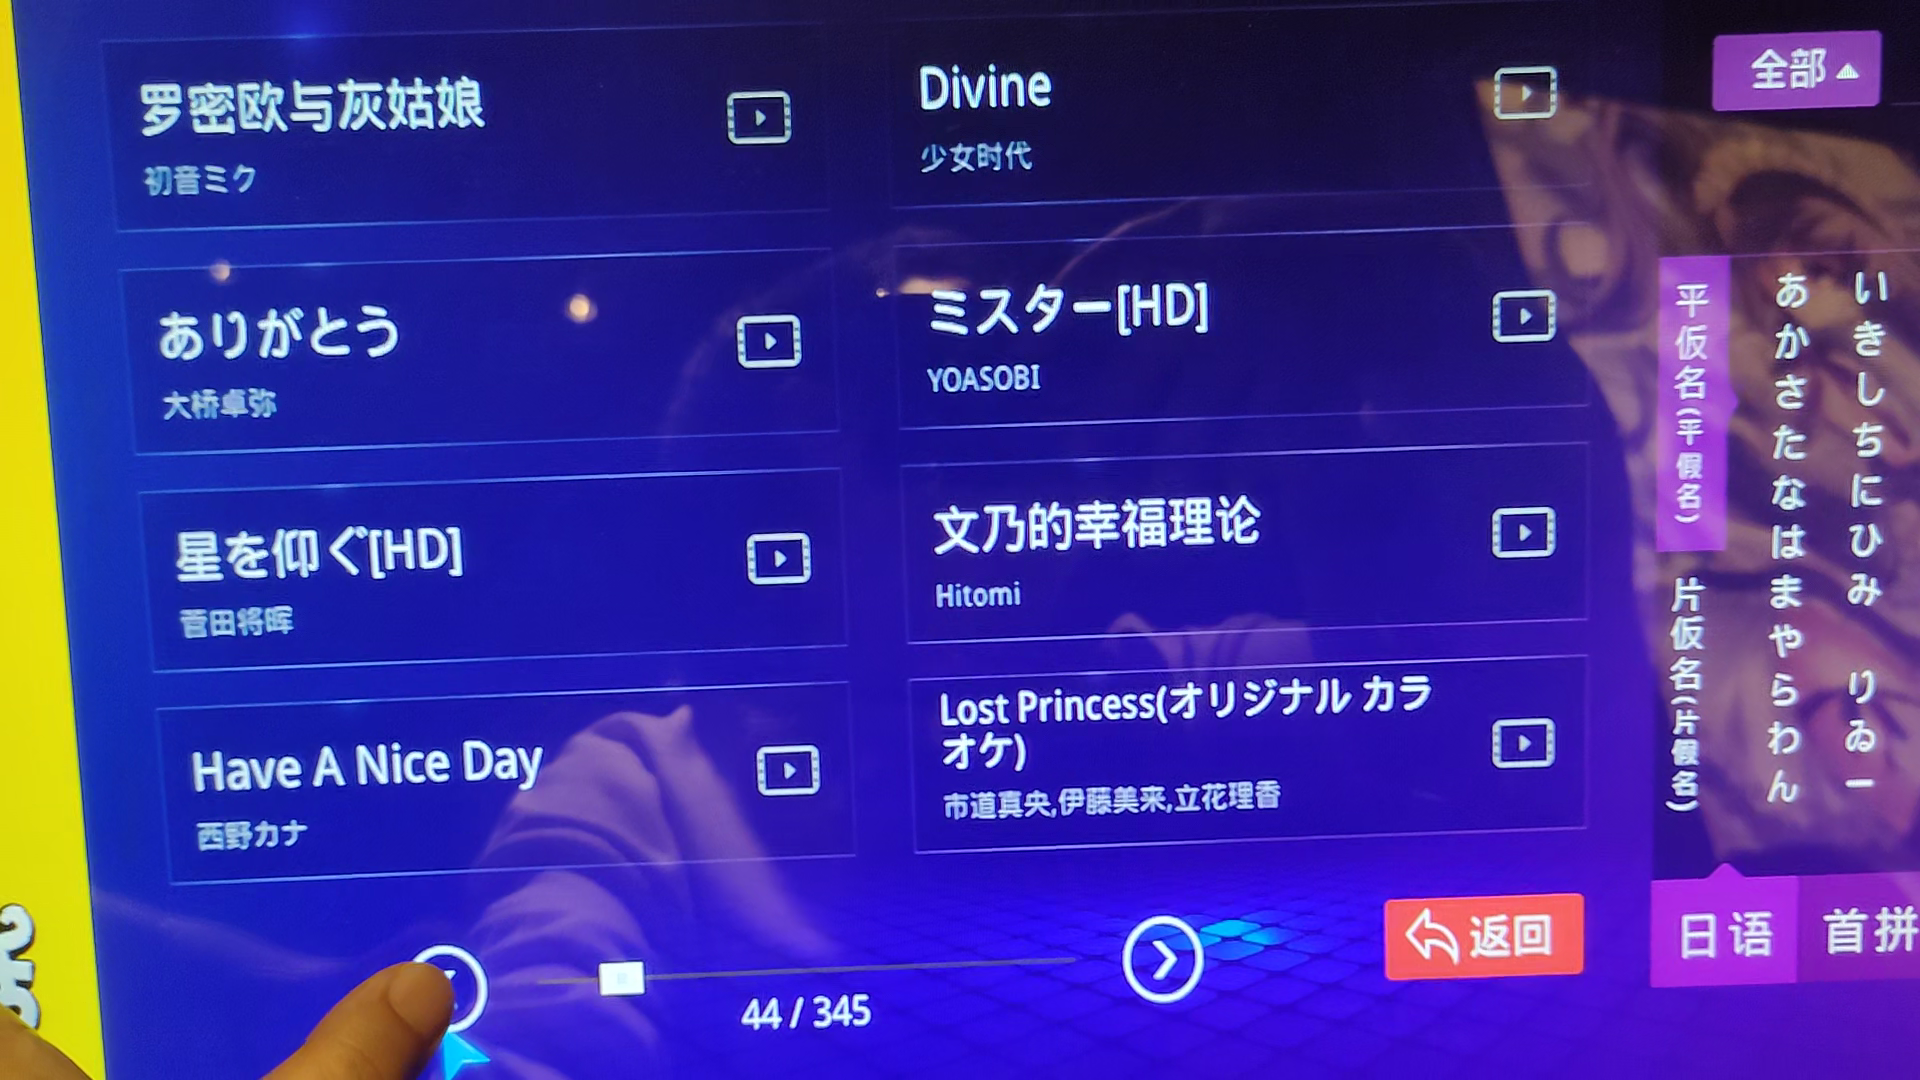 罗密欧与灰姑娘
初音ミク
Divine
少女时代
ありがとう
大桥卓弥
ミスター[HD]
YOASOBI
星を仰ぐ[HD]
菅田将晖
文乃的幸福理论
Hitomi
Have A Nice Day
西野カナ
Lost Princess(オリジナル カラ
オケ)
市道真央,伊藤美来,立花理香
44 / 345
返回
全部
平仮名(平假名)
片仮名(片假名)
あかさたなはまやらわん
いきしちにひみ りゐー
日语
首拼